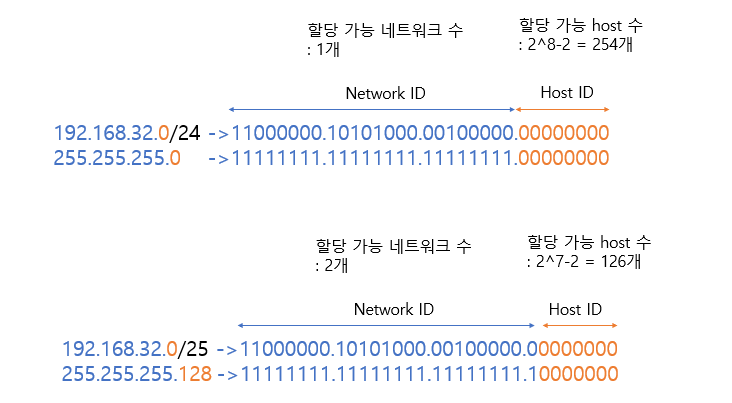 할당 가능 네트워크 수
: 1개
할당 가능 host 수
: 2^8-2 = 254개
Network ID
Host ID
192.168.32.0/24 ->11000000.10101000.00100000.00000000
255.255.255.0 ->11111111.11111111.11111111.00000000
할당 가능 네트워크 수
: 2개
할당 가능 host 수
: 2^7-2 = 126개
Network ID
Host ID
192.168.32.0/25 ->11000000.10101000.00100000.00000000
255.255.255.128 ->11111111.11111111.11111111.10000000